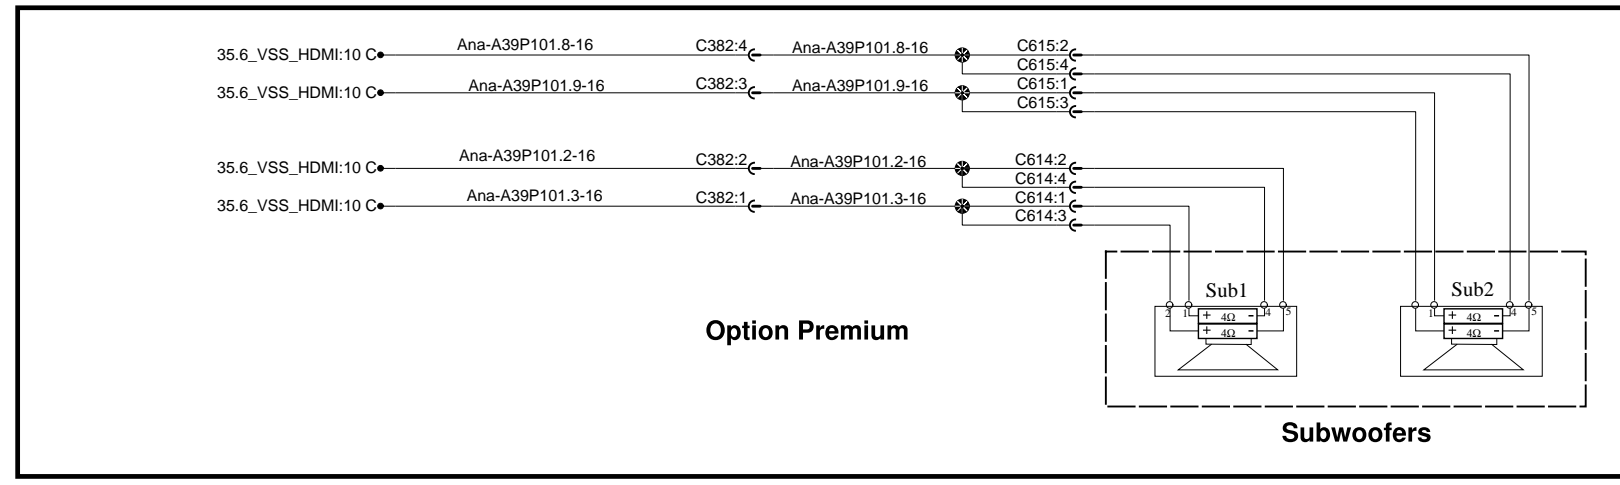 35.6_VSS_HDMI:10 C Ana-A39P101.8-16 C382:4 Ana-A39P101.8-16 C615:2
C615:4
35.6_VSS_HDMI:10 C Ana-A39P101.9-16 C382:3 Ana-A39P101.9-16 C615:1
C615:3
35.6_VSS_HDMI:10 C Ana-A39P101.2-16 C382:2 Ana-A39P101.2-16 C614:2
C614:4
35.6_VSS_HDMI:10 C Ana-A39P101.3-16 C382:1 Ana-A39P101.3-16 C614:1
C614:3
Sub1 Sub2
2 1 + 4Ω - 4 5 1 + 4Ω - 4 5
+ 4Ω - + 4Ω -
Option Premium
Subwoofers